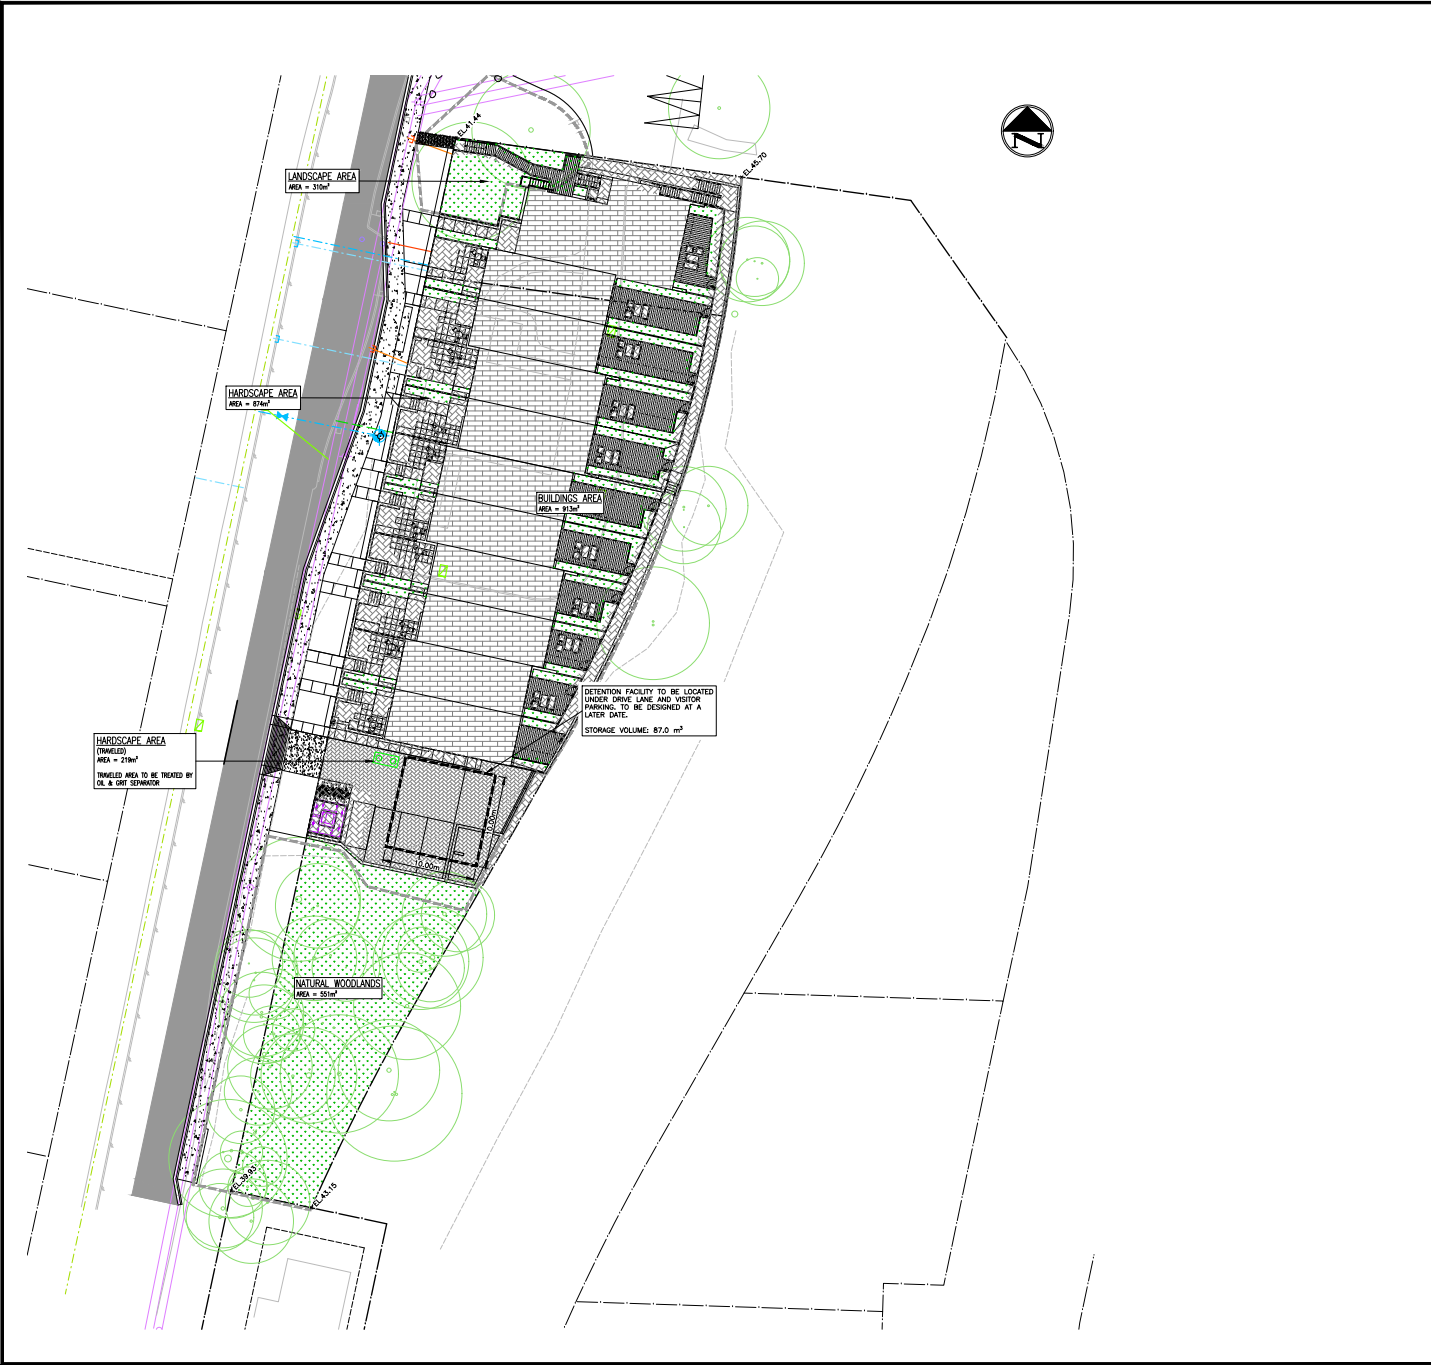 EL.41.44
EL.45.70
N
LANDSCAPE AREA
AREA = 310m²
HARDSCAPE AREA
AREA = 874m²
BUILDINGS AREA
AREA = 913m²
DETENTION FACILITY TO BE LOCATED
UNDER DRIVE LANE AND VISITOR
PARKING. TO BE DESIGNED AT A
LATER DATE.
STORAGE VOLUME: 87.0 m³
HARDSCAPE AREA
(TRAVELED)
AREA = 219m²
TRAVELED AREA TO BE TREATED BY
OIL & GRIT SEPARATOR
10.00m
10.00m
NATURAL WOODLANDS
AREA = 551m²
EL.39.93
EL.43.15